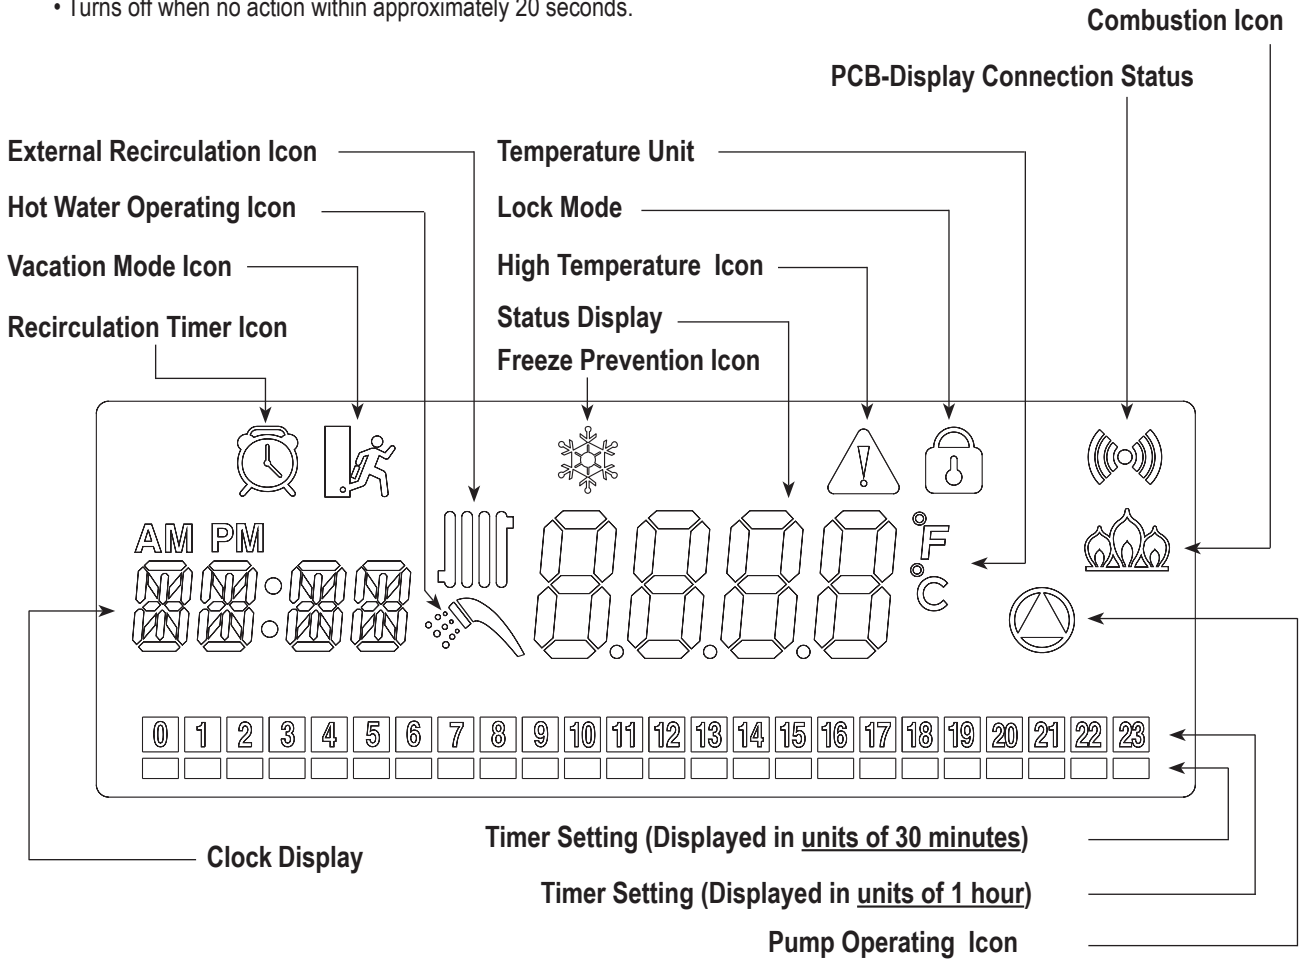 • Turns off when no action within approximately 20 seconds.
Combustion Icon
PCB-Display Connection Status
External Recirculation Icon
Temperature Unit
Hot Water Operating Icon
Lock Mode
Vacation Mode Icon
High Temperature Icon
Recirculation Timer Icon
Status Display
Freeze Prevention Icon
AM PM
°F
°C
0 1 2 3 4 5 6 7 8 9 10 11 12 13 14 15 16 17 18 19 20 21 22 23
Timer Setting (Displayed in units of 30 minutes)
Clock Display
Timer Setting (Displayed in units of 1 hour)
Pump Operating Icon